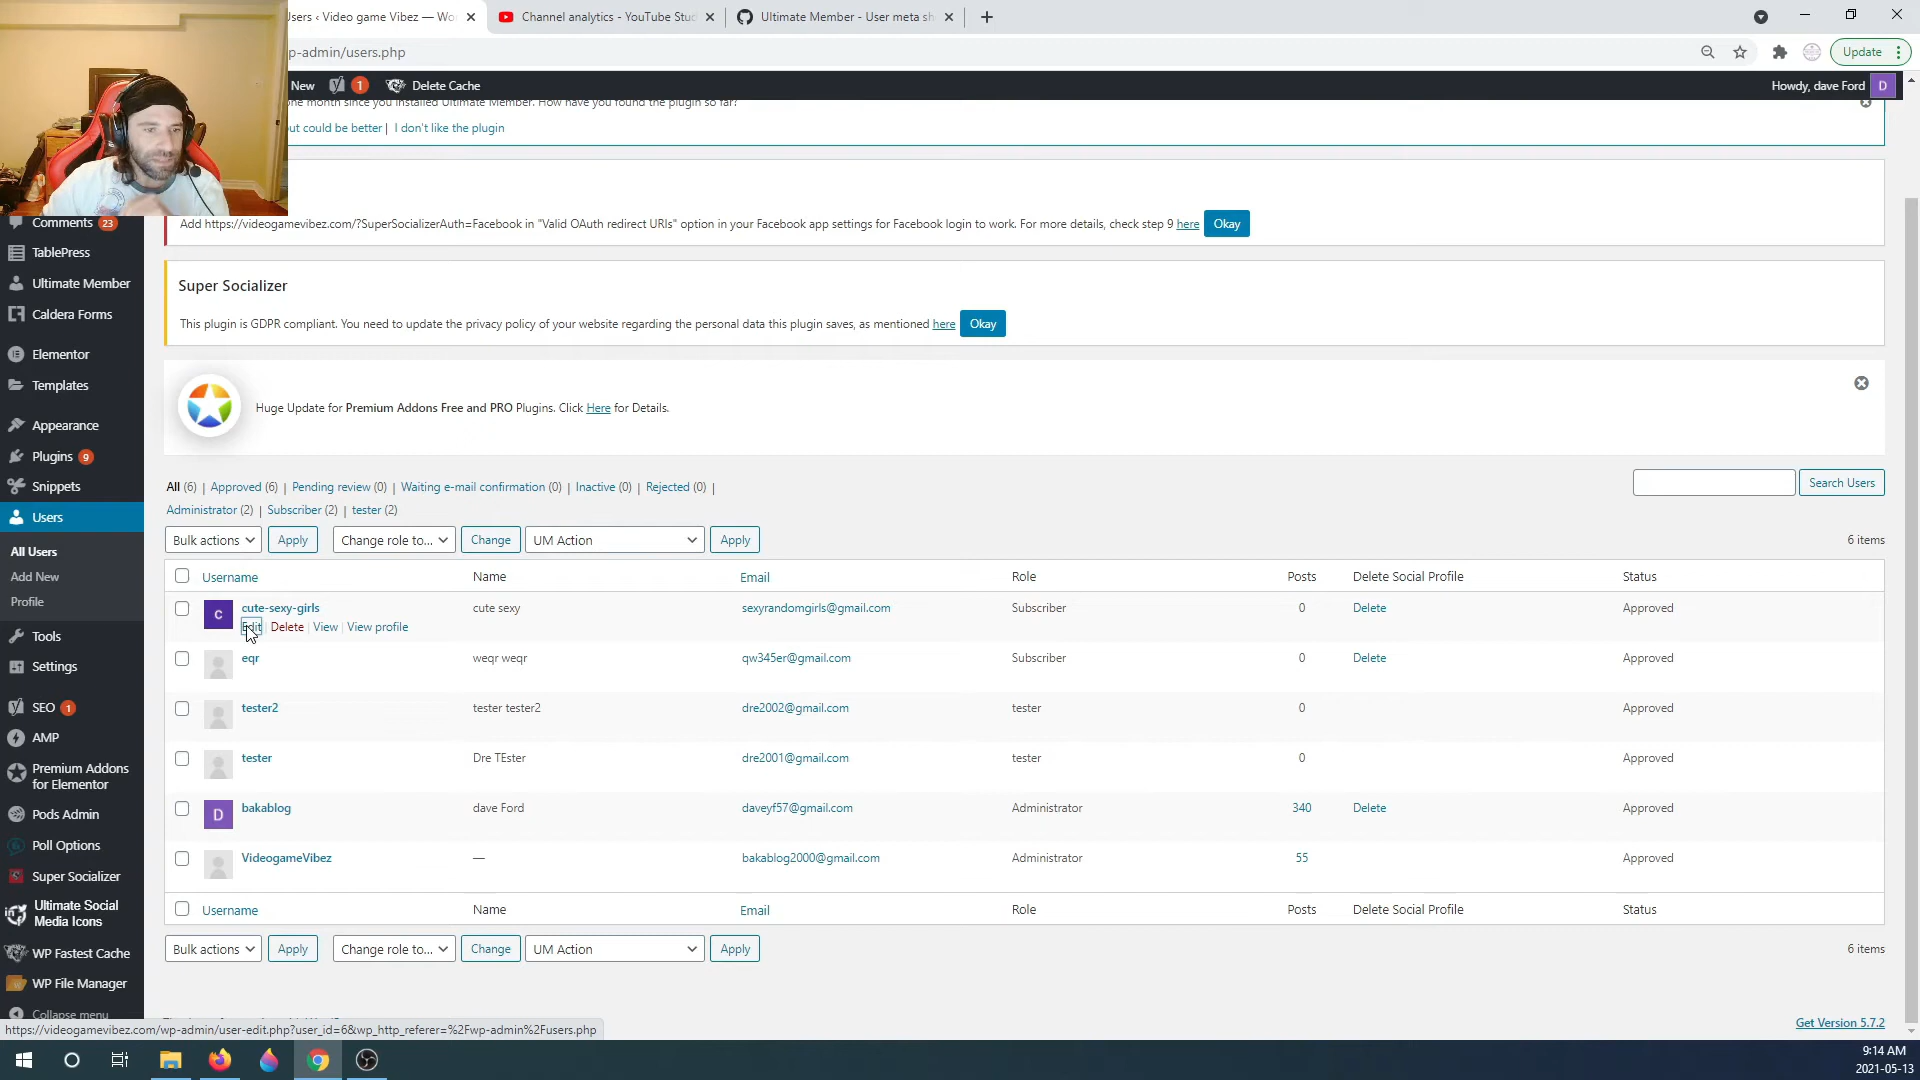 Users ‹ Video game Vibez — Wo
Channel analytics - YouTube Stud
Ultimate Member - User meta sh
p-admin/users.php
Update
New
1
Delete Cache
Howdy, dave Ford
D
one month since you installed Ultimate Member. How have you found the plugin so far?
but could be better | I don't like the plugin
Add https://videogamevibez.com/?SuperSocializerAuth=Facebook in "Valid OAuth redirect URIs" option in your Facebook app settings for Facebook login to work. For more details, check step 9 here
Okay
Comments 23
TablePress
Ultimate Member
Caldera Forms
Elementor
Templates
Appearance
Plugins 9
Snippets
Users
All Users
Add New
Profile
Tools
Settings
SEO 1
AMP
Premium Addons
for Elementor
Pods Admin
Poll Options
Super Socializer
Ultimate Social
Media Icons
WP Fastest Cache
WP File Manager
Collapse menu
Super Socializer
This plugin is GDPR compliant. You need to update the privacy policy of your website regarding the personal data this plugin saves, as mentioned here
Okay
Huge Update for Premium Addons Free and PRO Plugins. Click Here for Details.
All (6) | Approved (6) | Pending review (0) | Waiting e-mail confirmation (0) | Inactive (0) | Rejected (0) |
Search Users
Administrator (2) | Subscriber (2) | tester (2)
Bulk actions Apply Change role to... Change UM Action Apply
6 items
Username Name Email Role Posts Delete Social Profile Status
C cute-sexy-girls cute sexy sexyrandomgirls@gmail.com Subscriber 0 Delete Approved
Edit | Delete | View | View profile
eqr weqr weqr qw345er@gmail.com Subscriber 0 Delete Approved
tester2 tester tester2 dre2002@gmail.com tester 0 Approved
tester Dre TEster dre2001@gmail.com tester 0 Approved
D bakablog dave Ford daveyf57@gmail.com Administrator 340 Delete Approved
VideogameVibez — bakablog2000@gmail.com Administrator 55 Approved
Username Name Email Role Posts Delete Social Profile Status
Bulk actions Apply Change role to... Change UM Action Apply
6 items
Get Version 5.7.2
https://videogamevibez.com/wp-admin/user-edit.php?user_id=6&wp_http_referer=%2Fwp-admin%2Fusers.php
9:14 AM
2021-05-13